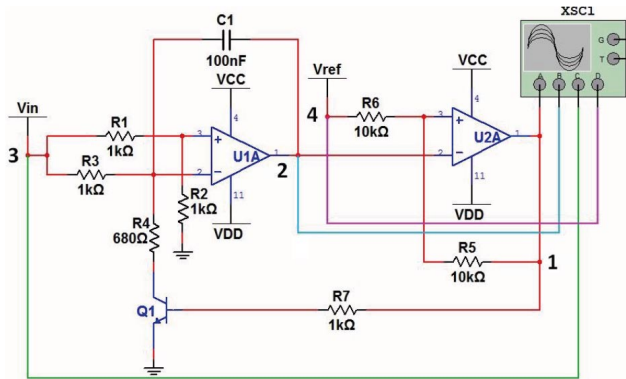 XSC1
G
T
A B C D
C1
100nF
VCC
4
Vref
4
VCC
4
Vin
3
R1
1kΩ
R3
1kΩ
R2
1kΩ
R4
680Ω
3
2
+
−
U1A
1
2
11
VDD
R6
10kΩ
3
2
+
−
U2A
1
11
VDD
R5
10kΩ
1
R7
1kΩ
Q1